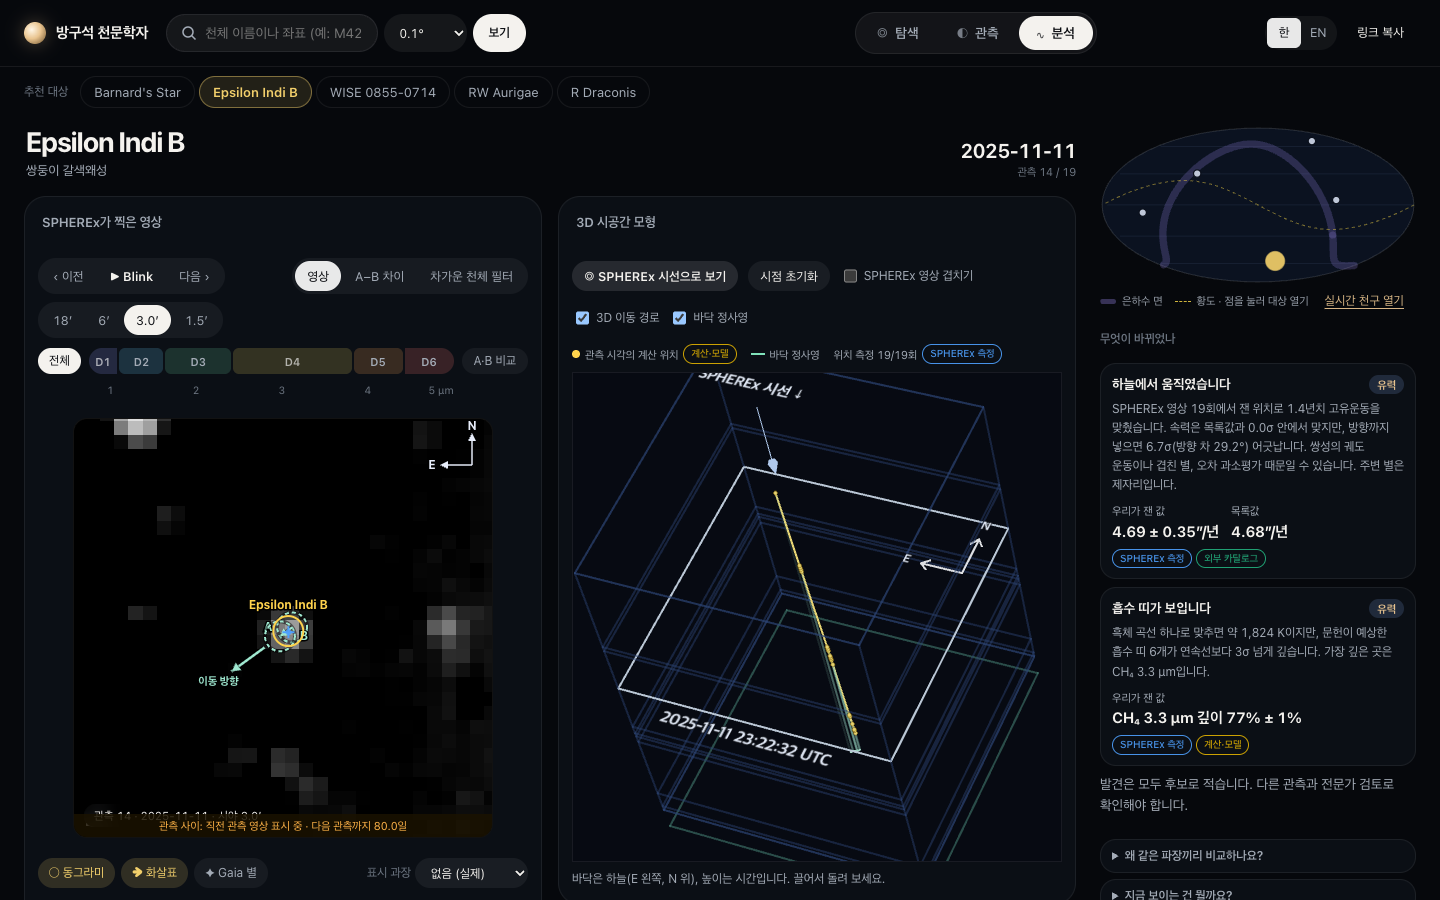 방구석 천문학자
천체 이름이나 좌표 (예: M42
0.1°
보기
탐색
관측
분석
한
EN
링크 복사
추천 대상
Barnard's Star
Epsilon Indi B
WISE 0855-0714
RW Aurigae
R Draconis
Epsilon Indi B
쌍둥이 갈색왜성
2025-11-11
관측 14 / 19
SPHEREx가 찍은 영상
‹ 이전
▶ Blink
다음 ›
영상
A−B 차이
차가운 천체 필터
18′
6′
3.0′
1.5′
전체
D1
D2
D3
D4
D5
D6
A·B 비교
1
2
3
4
5 μm
N
E
Epsilon Indi B
B
이동 방향
관측 14 · 2025-11-11 · 시야 3.0′
관측 사이: 직전 관측 영상 표시 중 · 다음 관측까지 80.0일
동그라미
화살표
Gaia 별
표시 과장
없음 (실제)
3D 시공간 모형
◎ SPHEREx 시선으로 보기
시점 초기화
SPHEREx 영상 겹치기
3D 이동 경로
바닥 정사영
관측 시각의 계산 위치
계산·모델
바닥 정사영
위치 측정 19/19회
SPHEREx 측정
SPHEREx 시선 ↓
N
E
2025-11-11 23:22:32 UTC
바닥은 하늘(E 왼쪽, N 위), 높이는 시간입니다. 끌어서 돌려 보세요.
은하수 면
---- 황도 · 점을 눌러 대상 열기
실시간 천구 열기
무엇이 바뀌었나
하늘에서 움직였습니다
유력
SPHEREx 영상 19회에서 잰 위치로 1.4년치 고유운동을
맞췄습니다. 속력은 목록값과 0.0σ 안에서 맞지만, 방향까지
넣으면 6.7σ(방향 차 29.2°) 어긋납니다. 쌍성의 궤도
운동이나 겹친 별, 오차 과소평가 때문일 수 있습니다. 주변 별은
제자리입니다.
우리가 잰 값
목록값
4.69 ± 0.35″/년
4.68″/년
SPHEREx 측정
외부 카탈로그
흡수 띠가 보입니다
유력
흑체 곡선 하나로 맞추면 약 1,824 K이지만, 문헌이 예상한
흡수 띠 6개가 연속선보다 3σ 넘게 깊습니다. 가장 깊은 곳은
CH₄ 3.3 μm입니다.
우리가 잰 값
CH₄ 3.3 μm 깊이 77% ± 1%
SPHEREx 측정
계산·모델
발견은 모두 후보로 적습니다. 다른 관측과 전문가 검토로
확인해야 합니다.
▶ 왜 같은 파장끼리 비교하나요?
▶ 지금 보이는 건 뭘까요?